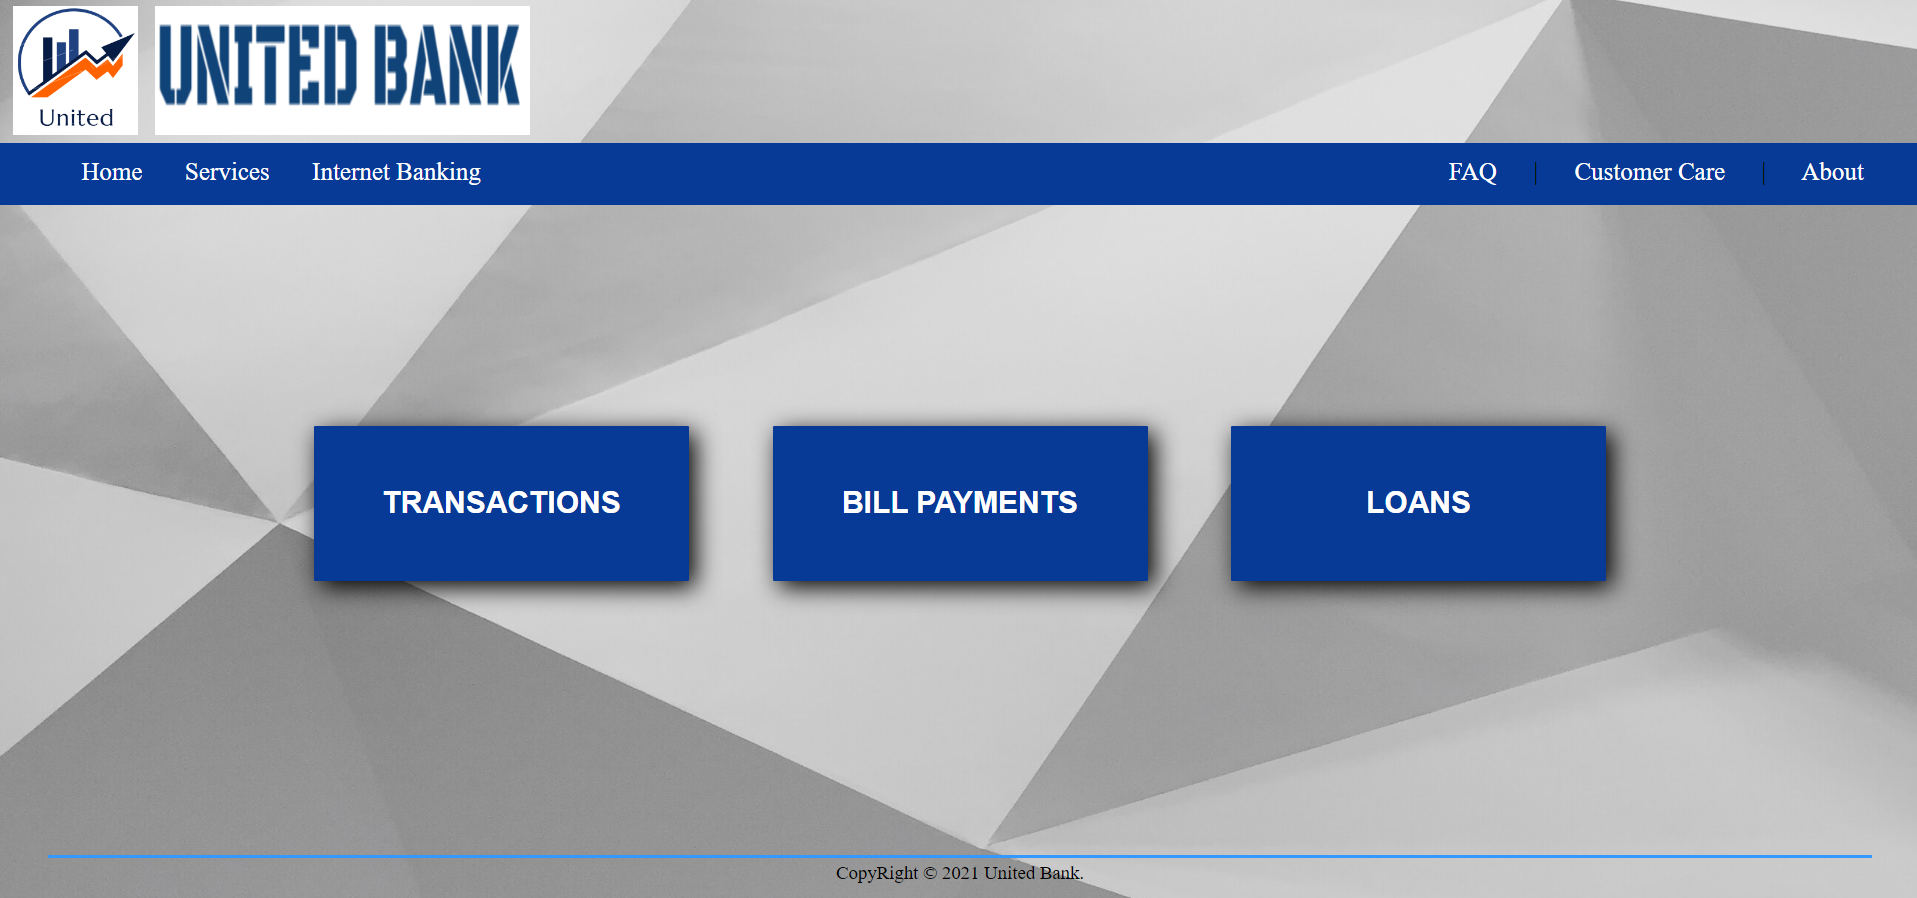 United
UNITED BANK
Home Services Internet Banking FAQ | Customer Care | About
TRANSACTIONS BILL PAYMENTS LOANS
CopyRight © 2021 United Bank.